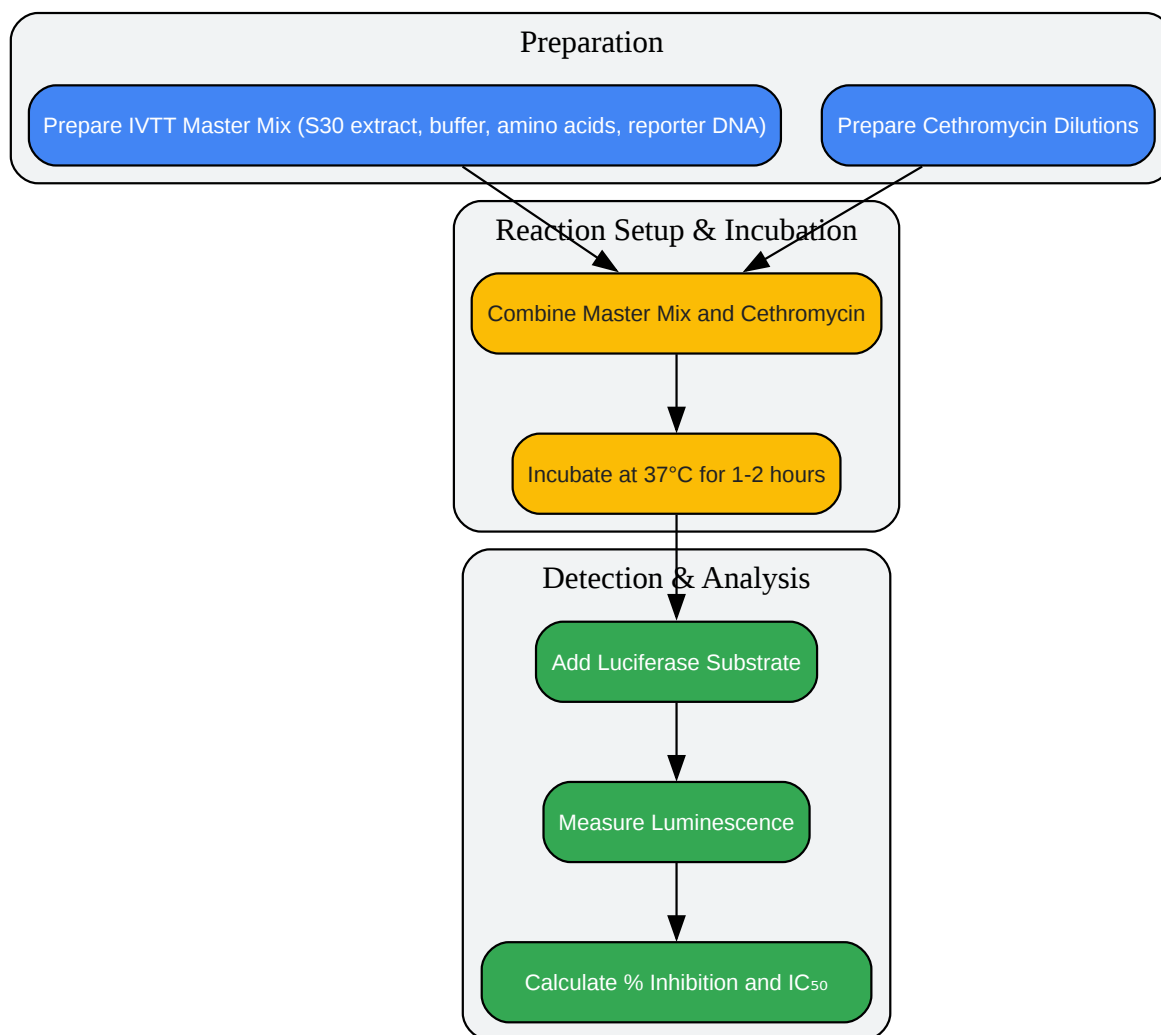 Preparation
Prepare IVTT Master Mix (S30 extract, buffer, amino acids, reporter DNA)
Prepare Cethromycin Dilutions
Reaction Setup & Incubation
Combine Master Mix and Cethromycin
Incubate at 37°C for 1-2 hours
Detection & Analysis
Add Luciferase Substrate
Measure Luminescence
Calculate % Inhibition and IC₅₀